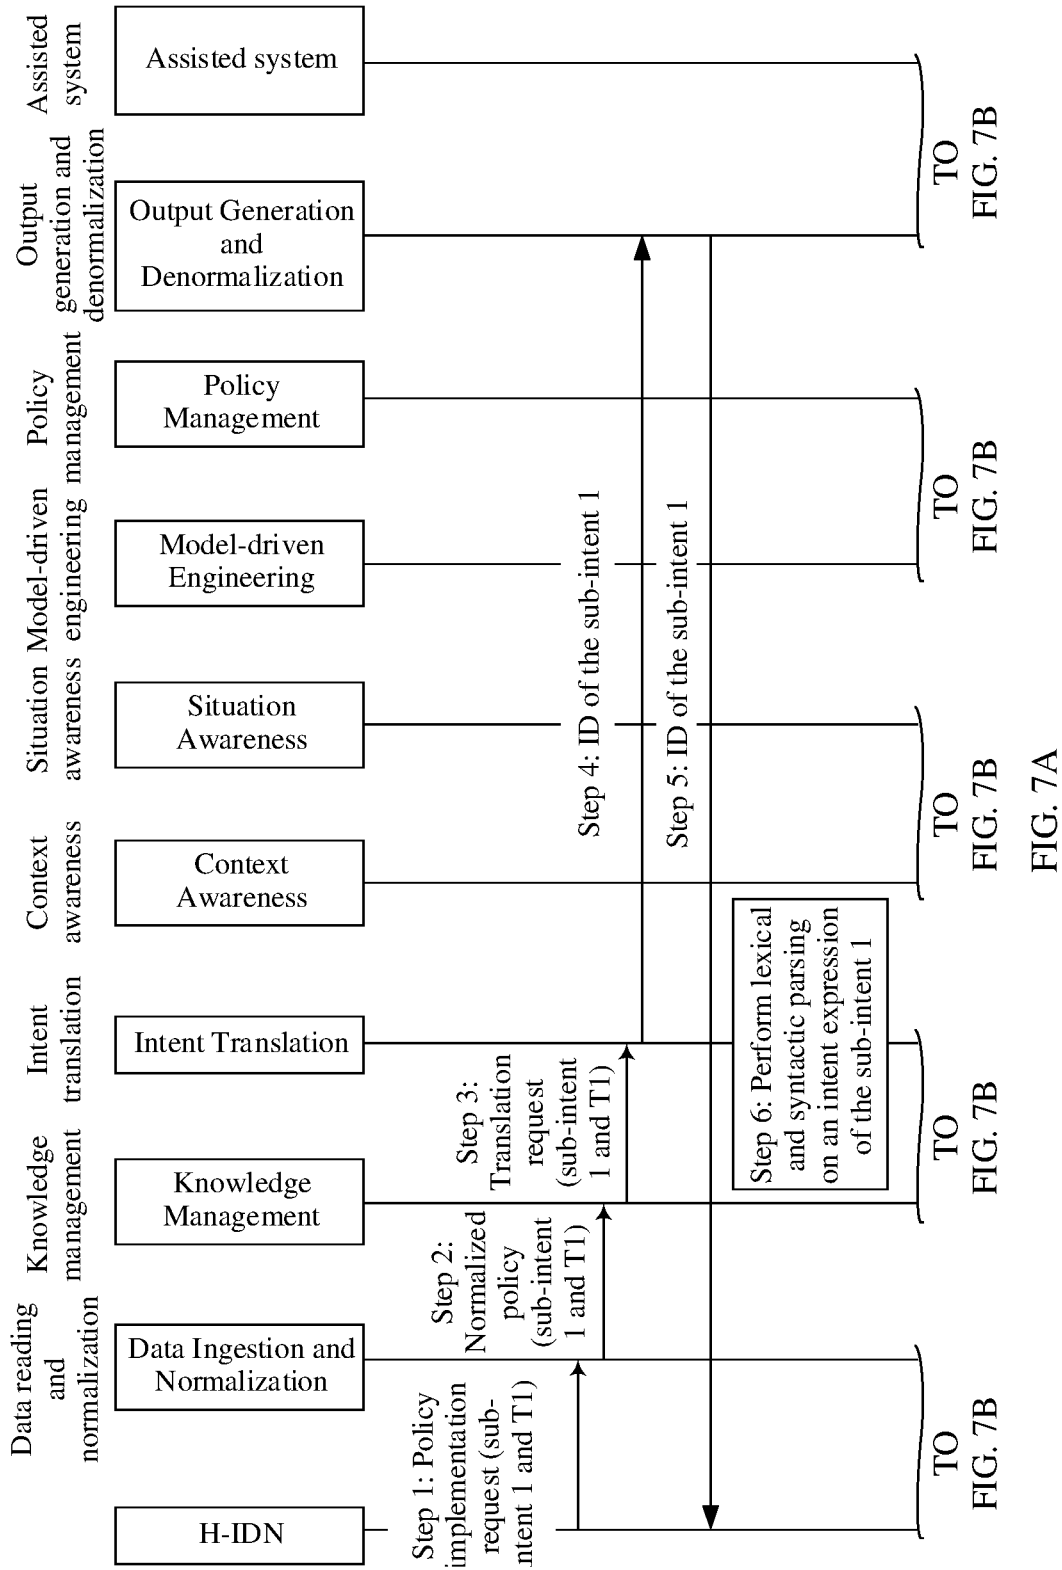 Data reading
and
normalization
Knowledge
management
Intent
translation
Context
awareness
Situation
awareness
Model-driven
engineering
Policy
management
Output
generation and
denormalization
Assisted
system
H-IDN
Data Ingestion and
Normalization
Knowledge
Management
Intent Translation
Context
Awareness
Situation
Awareness
Model-driven
Engineering
Policy
Management
Output Generation
and
Denormalization
Assisted system
Step 1: Policy
implementation
request (sub-
ntent 1 and T1)
Step 2:
Normalized
policy
(sub-intent
1 and T1)
Step 3:
Translation
request
(sub-intent
1 and T1)
Step 4: ID of the sub-intent 1
Step 5: ID of the sub-intent 1
Step 6: Perform lexical
and syntactic parsing
on an intent expression
of the sub-intent 1
TO
FIG. 7B
TO
FIG. 7B
TO
FIG. 7B
TO
FIG. 7B
TO
FIG. 7B
FIG. 7A